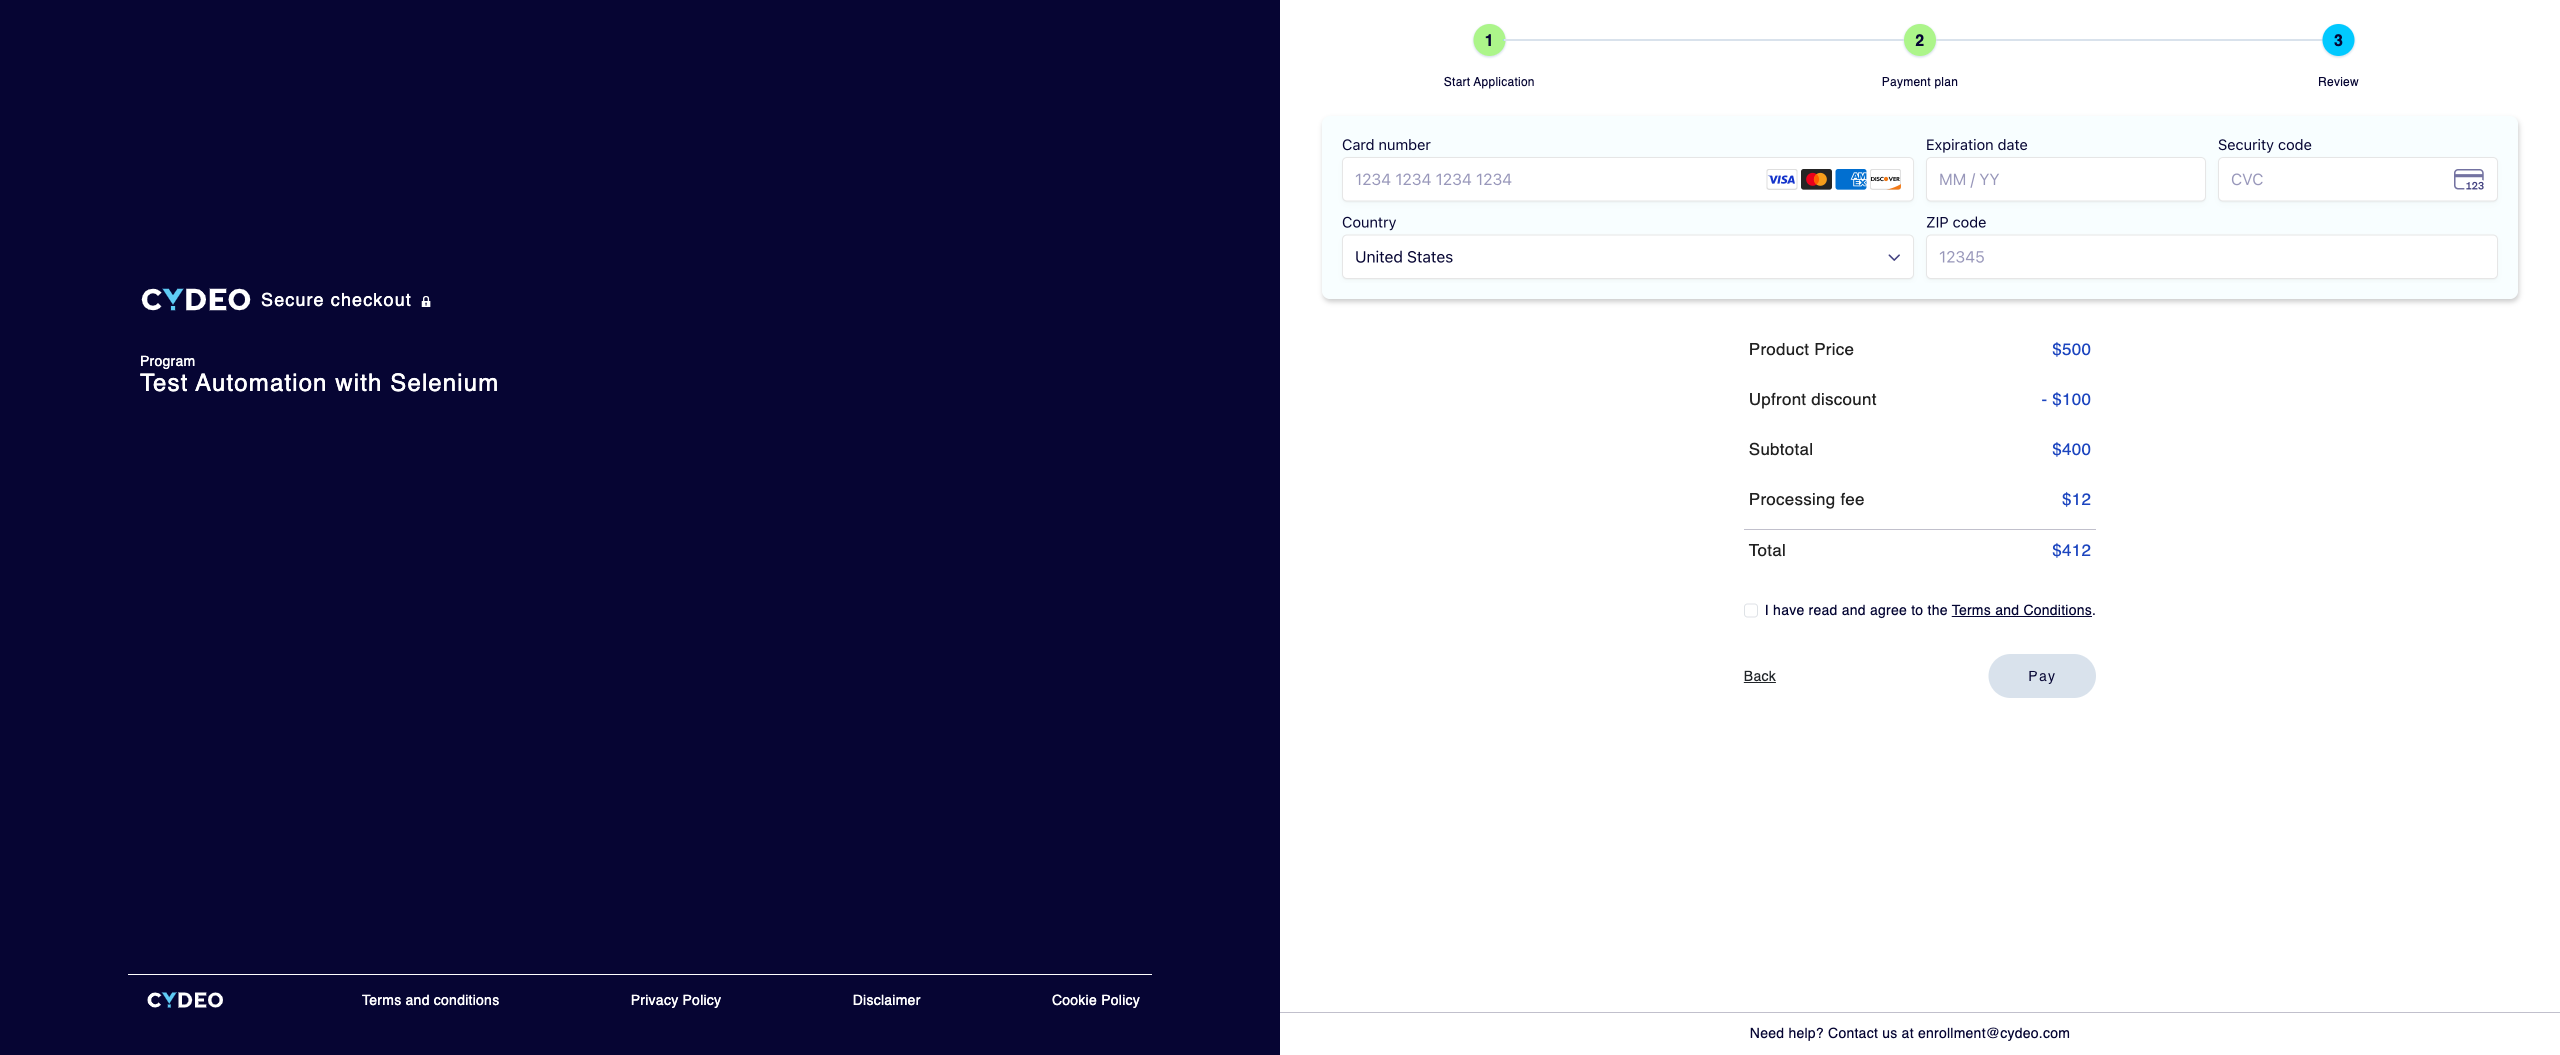 CYDEO Secure checkout
Program
Test Automation with Selenium
CYDEO Terms and conditions Privacy Policy Disclaimer Cookie Policy
1 2 3
Start Application Payment plan Review
Card number Expiration date Security code
1234 1234 1234 1234 VISA AMEX DISCOVER MM / YY CVC 123
Country ZIP code
United States 12345
Product Price $500
Upfront discount - $100
Subtotal $400
Processing fee $12
Total $412
I have read and agree to the Terms and Conditions.
Back Pay
Need help? Contact us at enrollment@cydeo.com